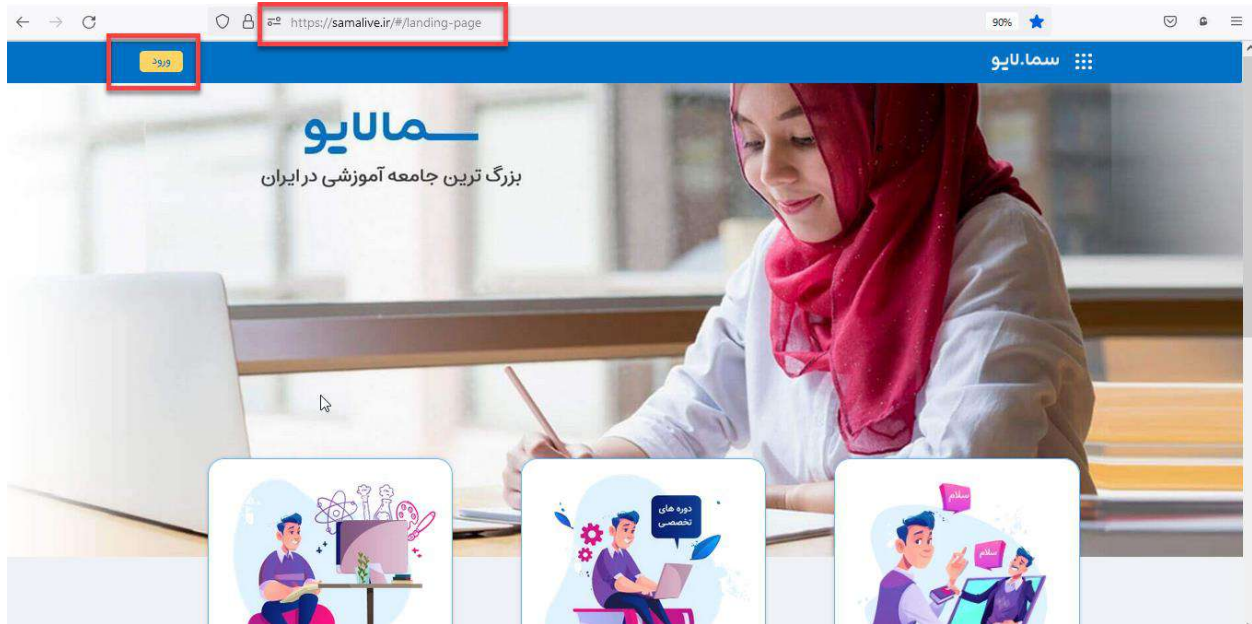 https://samalive.ir/#/landing-page
90%
سما.لایو
ورود
سمالایو
بزرگ ترین جامعه آموزشی در ایران
سلام
سلام
دوره های
تخصصی